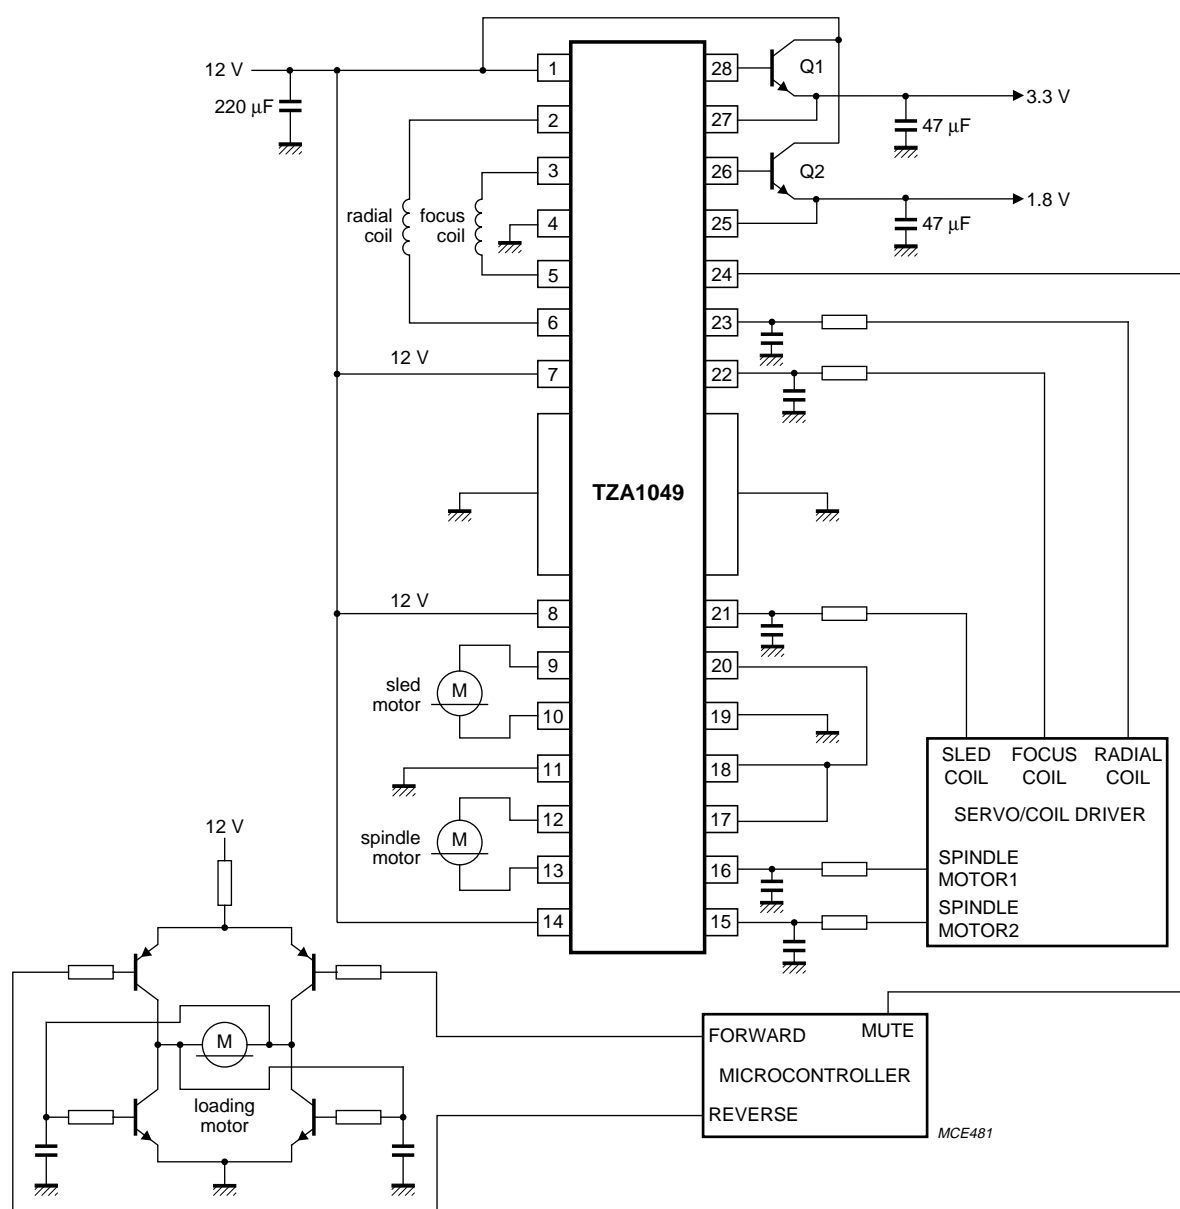 12 V
220 μF
1
2
3
4
5
6
7
8
9
10
11
12
13
14
28
27
26
25
24
23
22
21
20
19
18
17
16
15
Q1
3.3 V
47 μF
Q2
1.8 V
47 μF
radial
coil
focus
coil
12 V
TZA1049
12 V
sled
motor
M
spindle
motor
M
SLED
COIL
FOCUS
COIL
RADIAL
COIL
SERVO/COIL DRIVER
SPINDLE
MOTOR1
SPINDLE
MOTOR2
12 V
M
loading
motor
FORWARD
MUTE
MICROCONTROLLER
REVERSE
MCE481